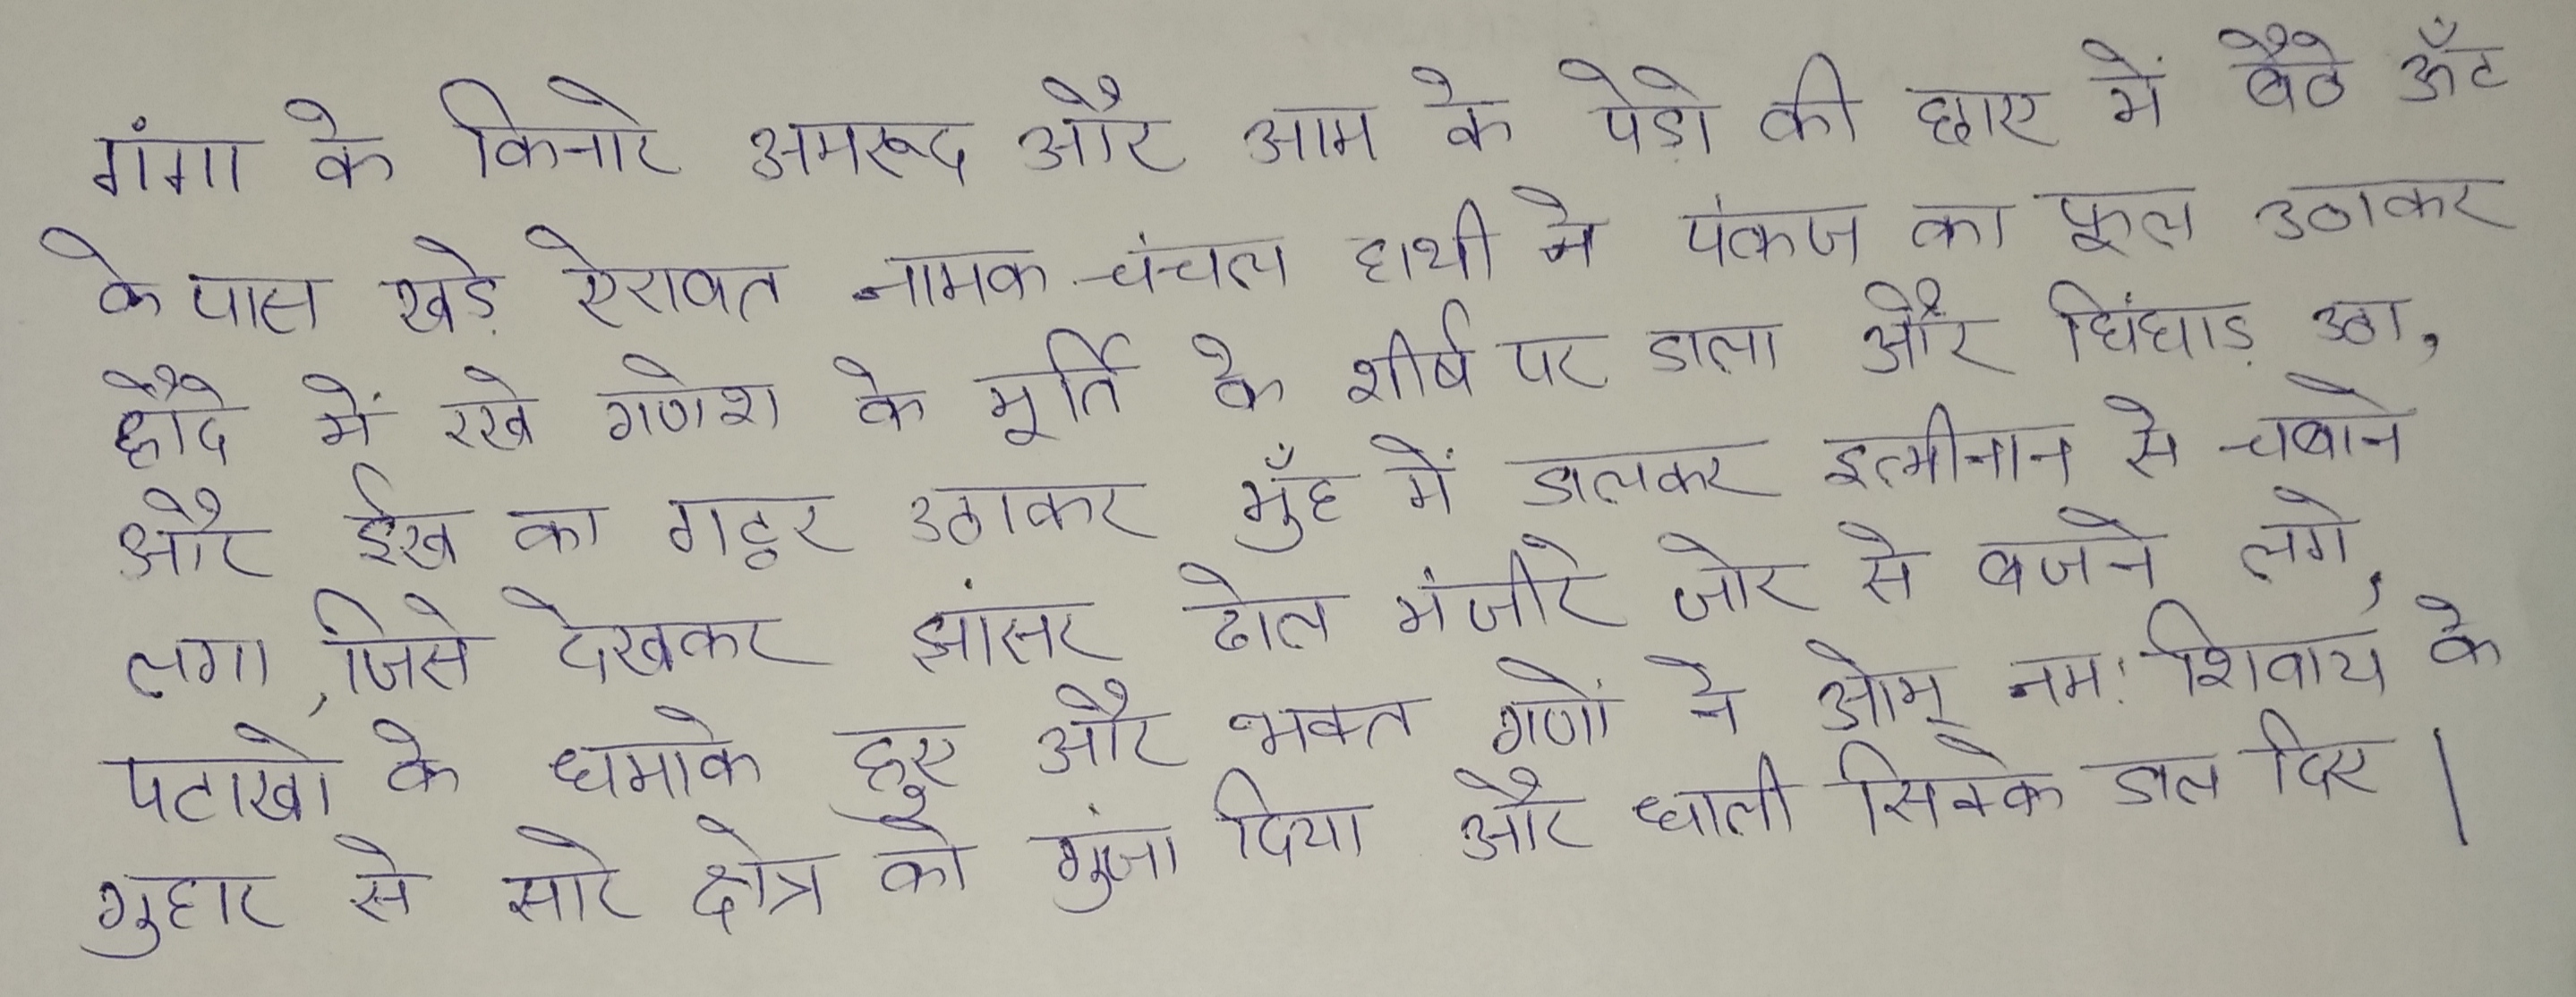 गंगा के किनारे अमरूद और आम के पेडो की छाए में बैठे ऊँट
के पास खड़े ऐरावत नामक चंचल हाथी ने पंकज का फूल उठाकर
हौदे में रखे गणेश के मूर्ति के शीर्ष पर डाला और घिंघाड़ उठा,
और ईख का गट्ठर उठाकर मुँह में डालकर इत्मीनान से चबाने
लगा, जिसे देखकर झांसर ढोल मंजीरे जोर से बजने लगे,
पटाखो के धमाके हुए और भक्त गणों ने ओम् नम: शिवाय के
गुहार से सारे क्षेत्र को गुंजा दिया और थाली सिक्के डाल दिए |